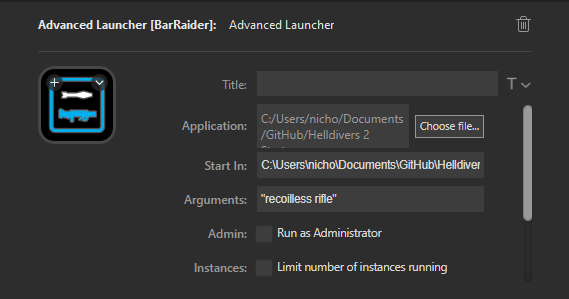 Advanced Launcher [BarRaider]: Advanced Launcher
Title:
T
Application: C:/Users/nicho/Documents
/GitHub/Helldivers 2
Choose file...
Start In: C:\Users\nicho\Documents\GitHub\Helldiver
Arguments: "recoilless rifle"
Admin: Run as Administrator
Instances: Limit number of instances running